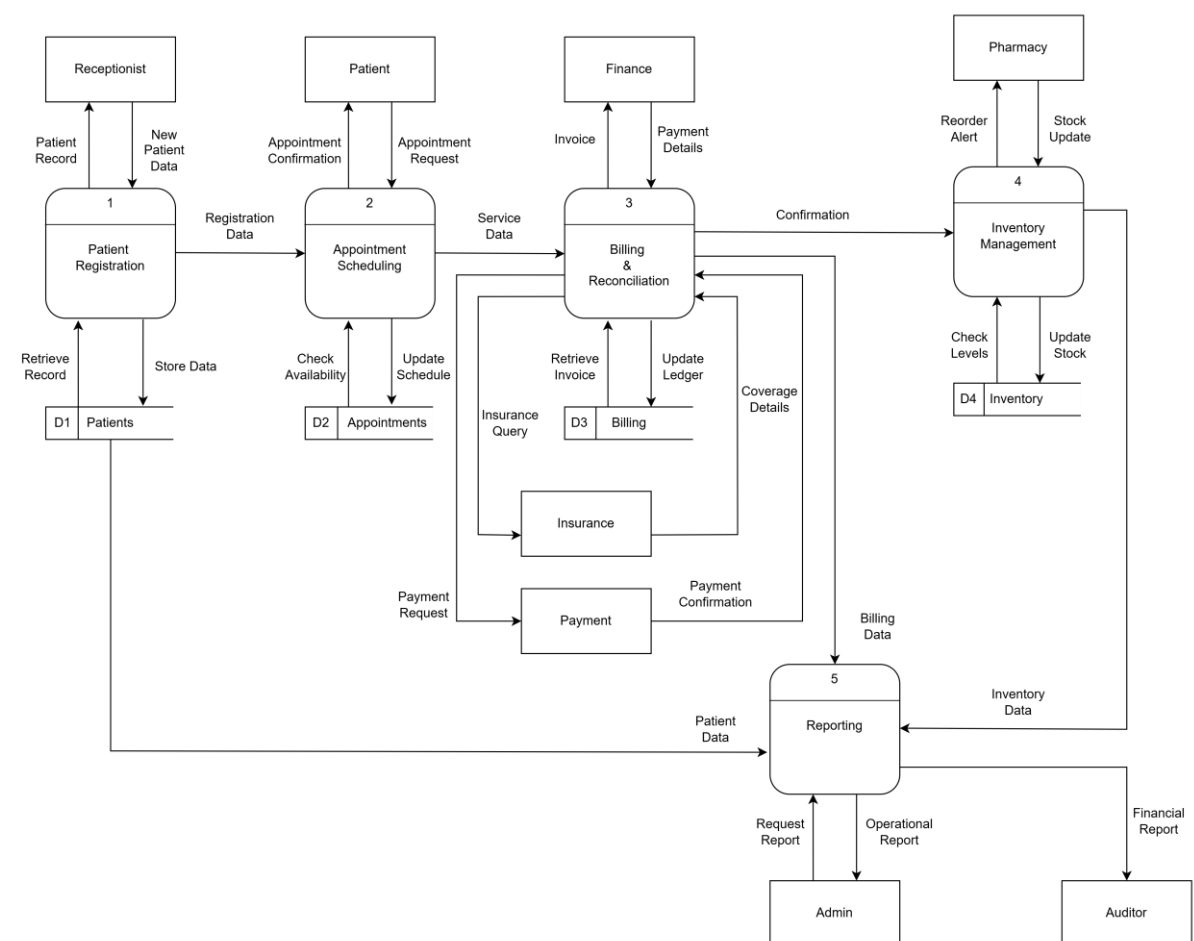 Receptionist
Patient
Finance
Pharmacy
Patient
Record
New
Patient
Data
Appointment
Confirmation
Appointment
Request
Invoice
Payment
Details
Reorder
Alert
Stock
Update
1
Patient
Registration
Registration
Data
2
Appointment
Scheduling
Service
Data
3
Billing
&
Reconciliation
Confirmation
4
Inventory
Management
Retrieve
Record
Store Data
Check
Availability
Update
Schedule
Retrieve
Invoice
Update
Ledger
Check
Levels
Update
Stock
Insurance
Query
Coverage
Details
D1 Patients
D2 Appointments
D3 Billing
D4 Inventory
Insurance
Payment
Request
Payment
Payment
Confirmation
Billing
Data
5
Reporting
Patient
Data
Inventory
Data
Request
Report
Operational
Report
Financial
Report
Admin
Auditor